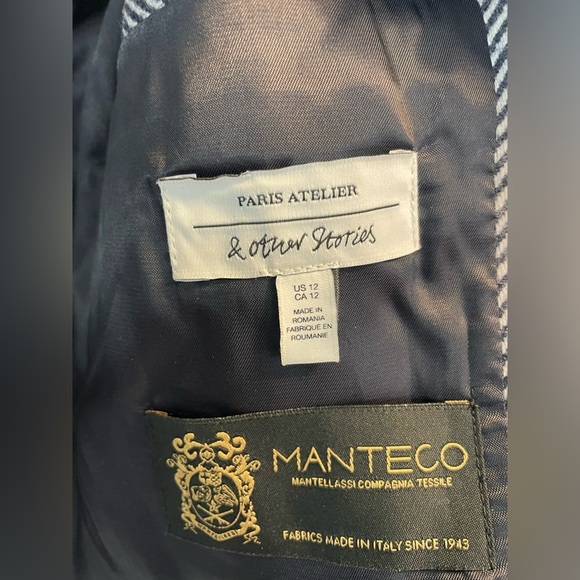 PARIS ATELIER
& Other Stories
US 12
CA 12
MADE IN
ROMANIA
FABRIQUÉ EN
ROUMANIE
MANTECO
MANTELLASSI COMPAGNIA TESSILE
FABRICS MADE IN ITALY SINCE 1943